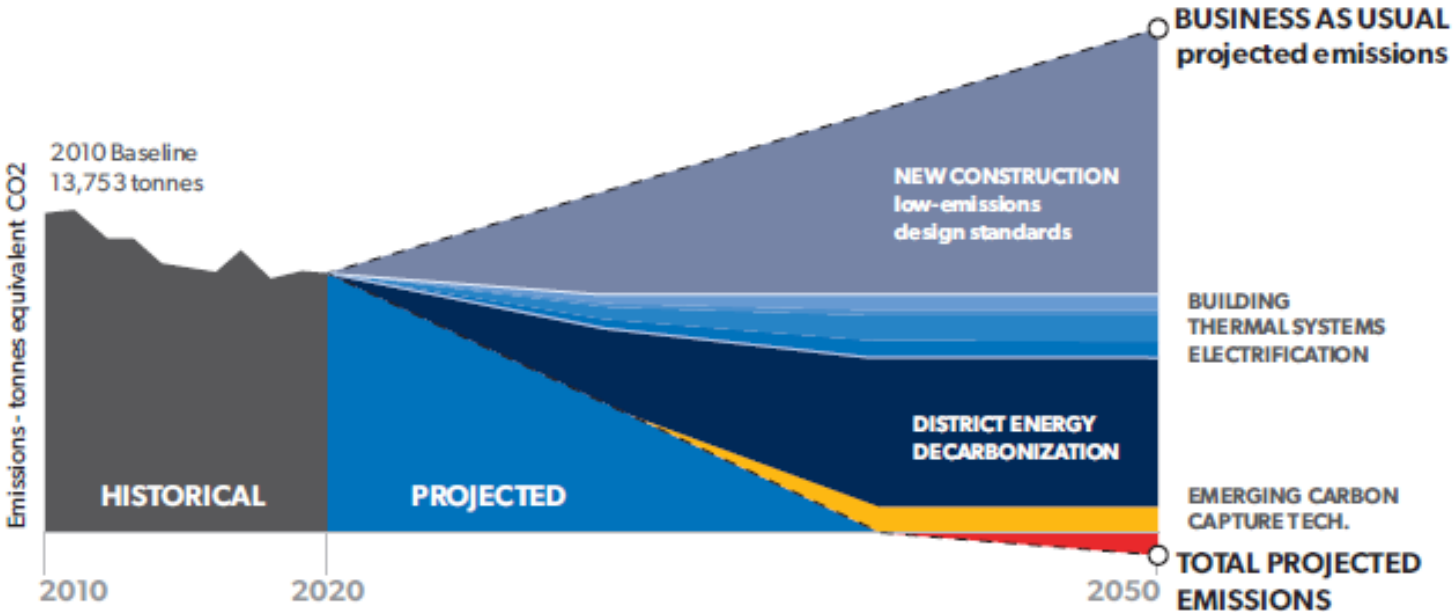 BUSINESS AS USUAL
projected emissions
2010 Baseline
13,753 tonnes
Emissions - tonnes equivalent CO2
NEW CONSTRUCTION
low-emissions
design standards
BUILDING
THERMAL SYSTEMS
ELECTRIFICATION
DISTRICT ENERGY
DECARBONIZATION
HISTORICAL
PROJECTED
EMERGING CARBON
CAPTURE TECH.
TOTAL PROJECTED
EMISSIONS
2010
2020
2050